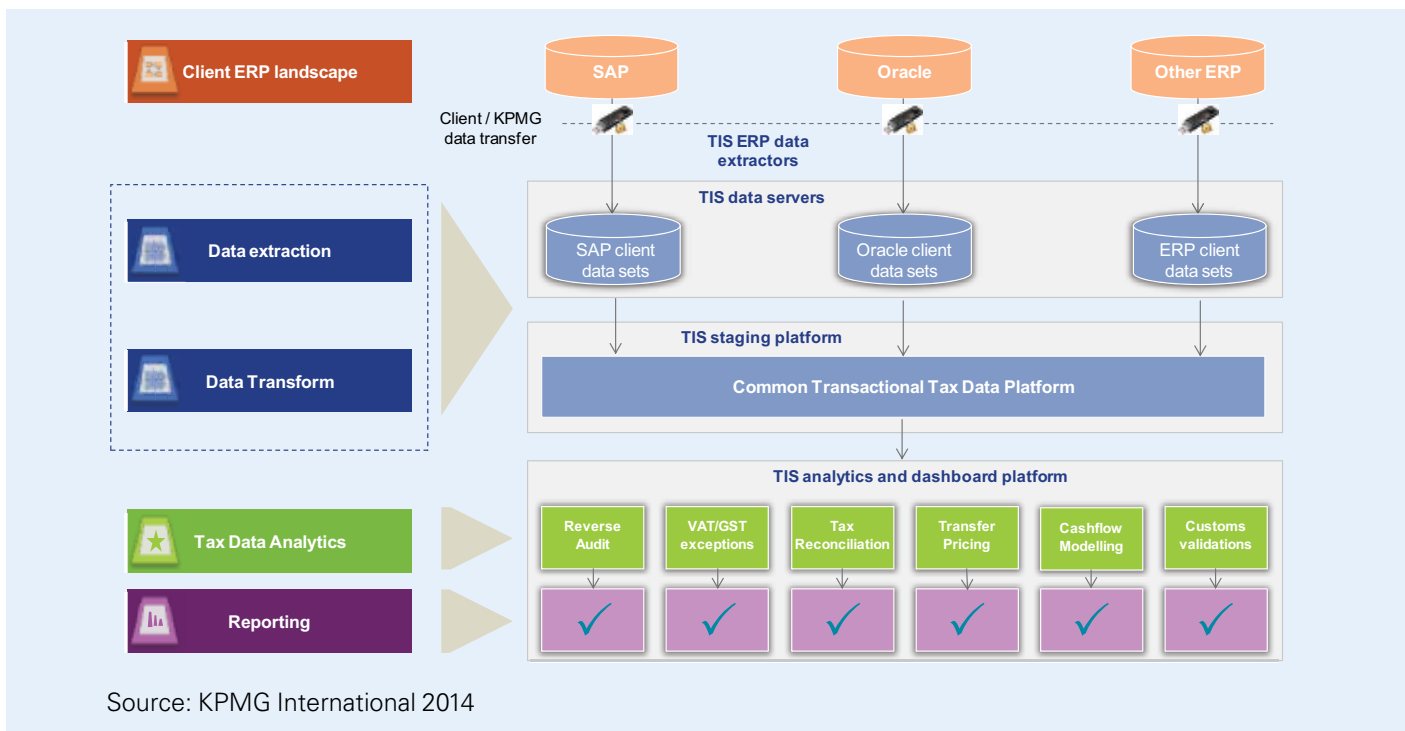 Client ERP landscape
SAP
Oracle
Other ERP
Client / KPMG
data transfer
TIS ERP data
extractors
TIS data servers
Data extraction
SAP client
data sets
Oracle client
data sets
ERP client
data sets
TIS staging platform
Data Transform
Common Transactional Tax Data Platform
TIS analytics and dashboard platform
Tax Data Analytics
Reverse
Audit
VAT/GST
exceptions
Tax
Reconciliation
Transfer
Pricing
Cashflow
Modelling
Customs
validations
Reporting
Source: KPMG International 2014